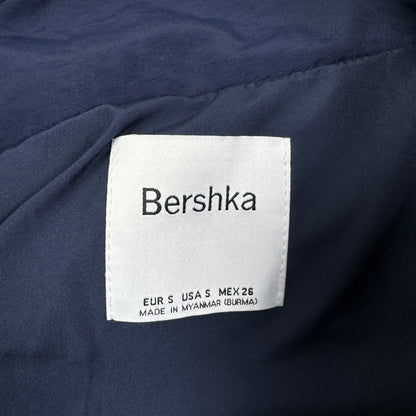 Bershka
EUR S USA S MEX 26
MADE IN MYANMAR (BURMA)